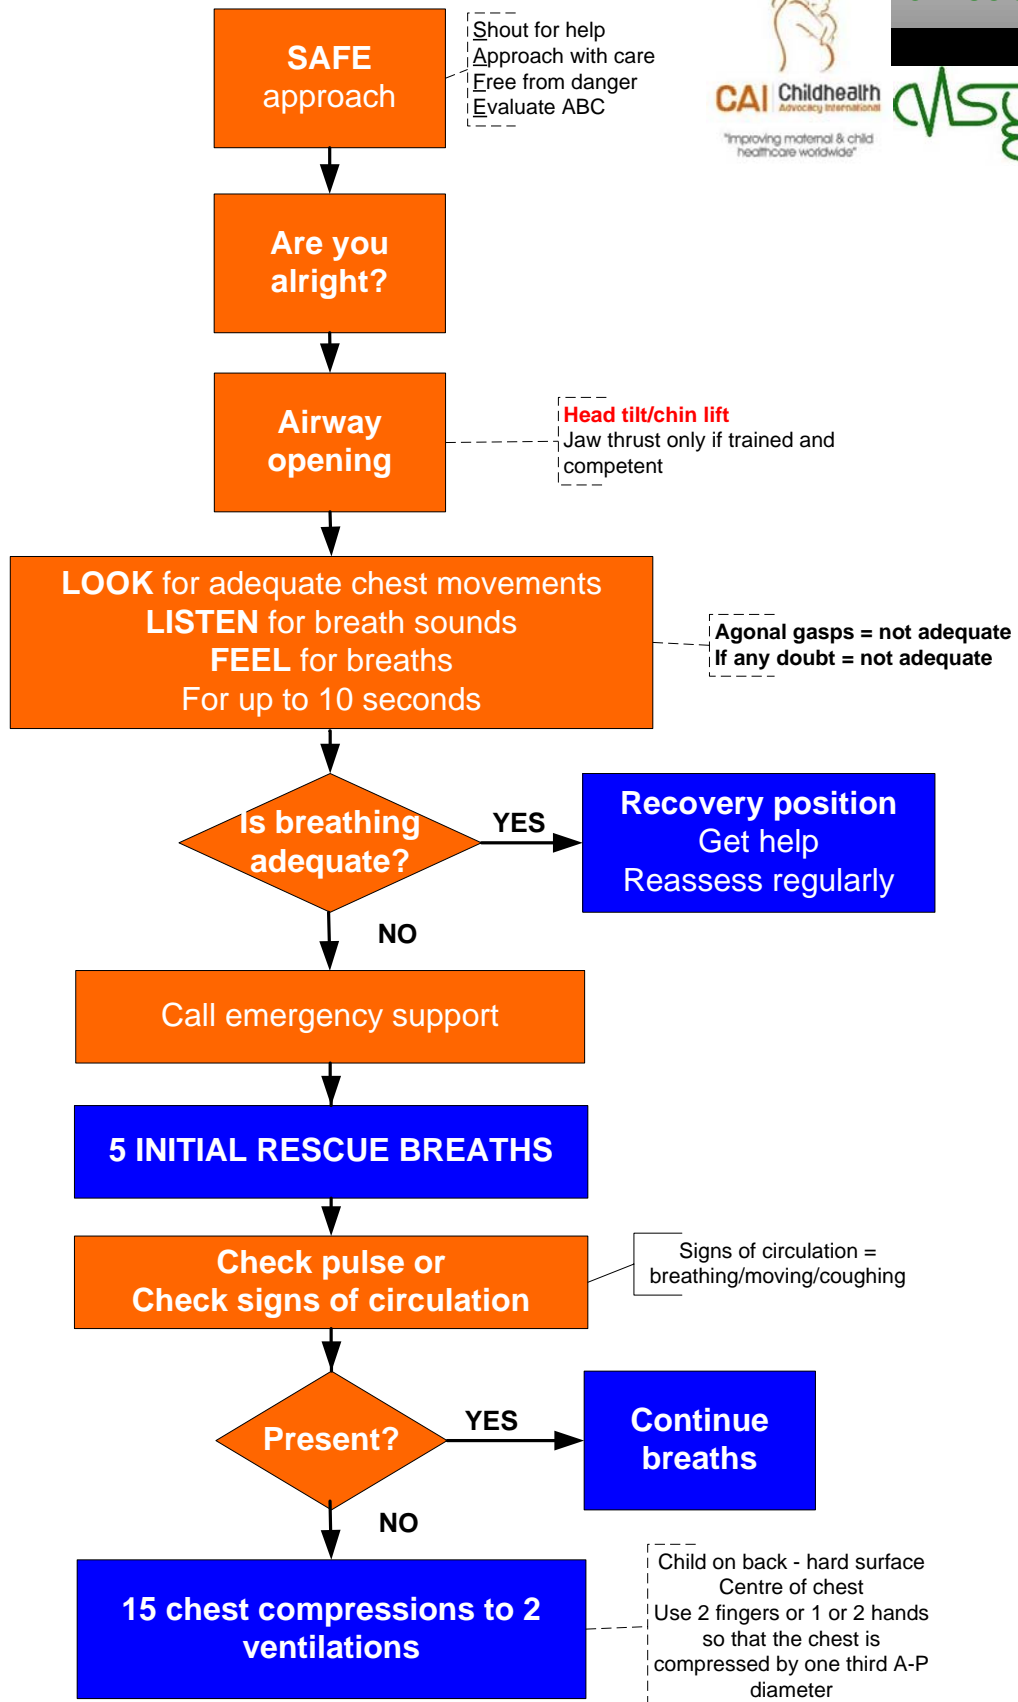 SAFE
approach
Shout for help
Approach with care
Free from danger
Evaluate ABC
CAI Childhealth
Advocacy International
"Improving maternal & child
healthcare worldwide"
Are you
alright?
Airway
opening
Head tilt/chin lift
Jaw thrust only if trained and
competent
LOOK for adequate chest movements
LISTEN for breath sounds
FEEL for breaths
For up to 10 seconds
Agonal gasps = not adequate
If any doubt = not adequate
Is breathing
adequate?
YES
Recovery position
Get help
Reassess regularly
NO
Call emergency support
5 INITIAL RESCUE BREATHS
Check pulse or
Check signs of circulation
Signs of circulation =
breathing/moving/coughing
Present?
YES
Continue
breaths
NO
15 chest compressions to 2
ventilations
Child on back - hard surface
Centre of chest
Use 2 fingers or 1 or 2 hands
so that the chest is
compressed by one third A-P
diameter